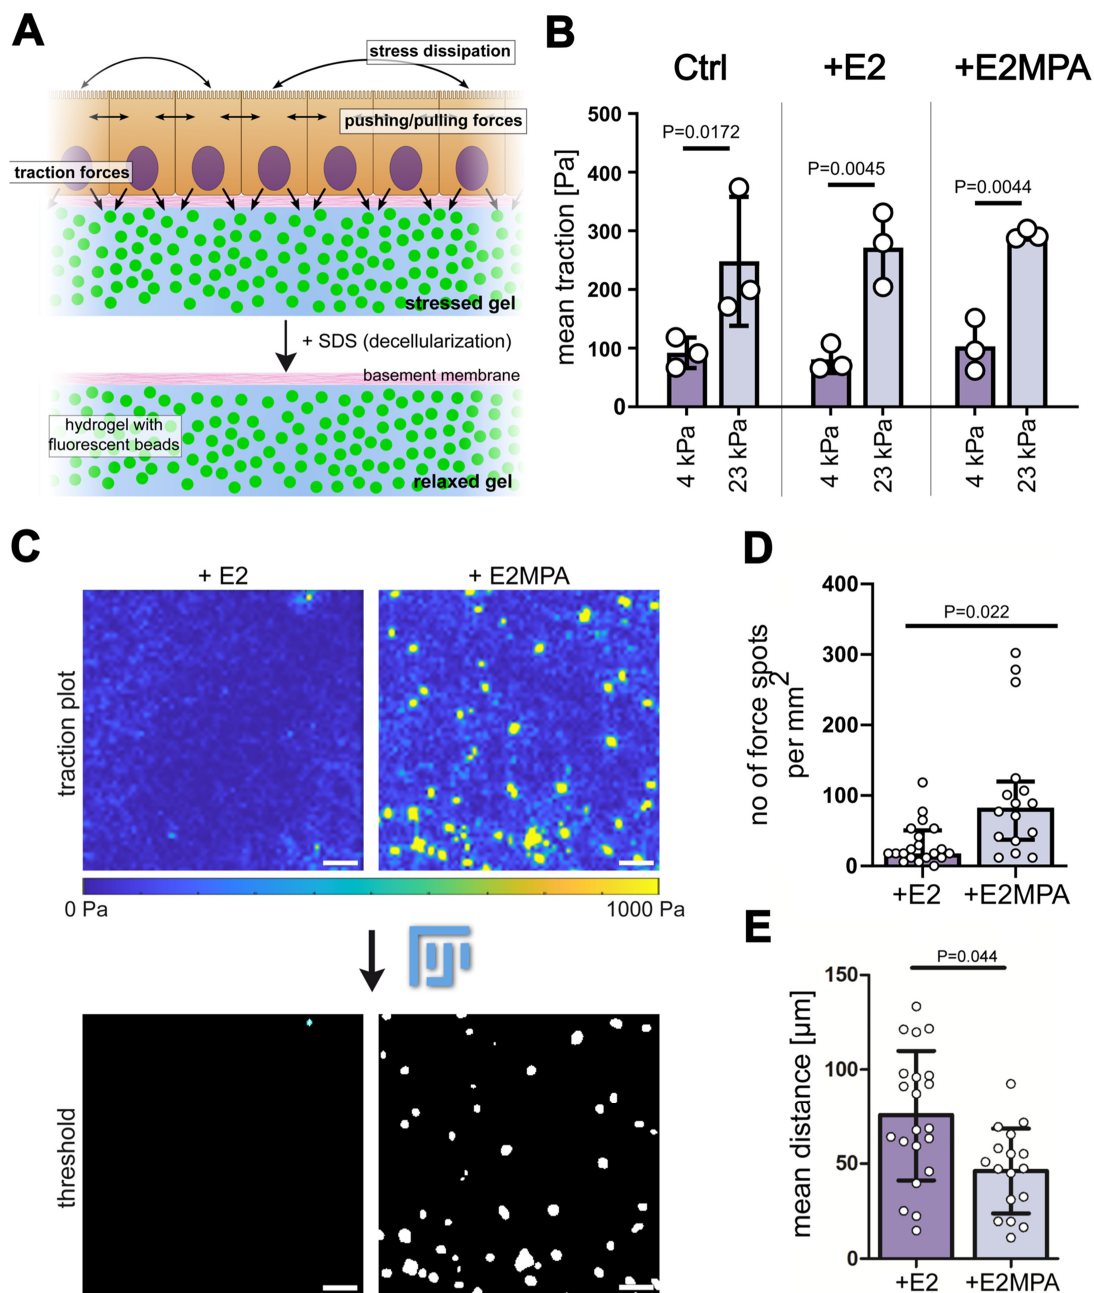 A
stress dissipation
pushing/pulling forces
traction forces
stressed gel
+ SDS (decellularization)
basement membrane
hydrogel with
fluorescent beads
relaxed gel
B
Ctrl
+E2
+E2MPA
mean traction [Pa]
500
400
300
200
100
0
P=0.0172
P=0.0045
P=0.0044
4 kPa
23 kPa
4 kPa
23 kPa
4 kPa
23 kPa
C
+ E2
+ E2MPA
traction plot
0 Pa
1000 Pa
threshold
D
no of force spots
per mm2
400
300
200
100
0
P=0.022
+E2
+E2MPA
E
mean distance [µm]
150
100
50
0
P=0.044
+E2
+E2MPA